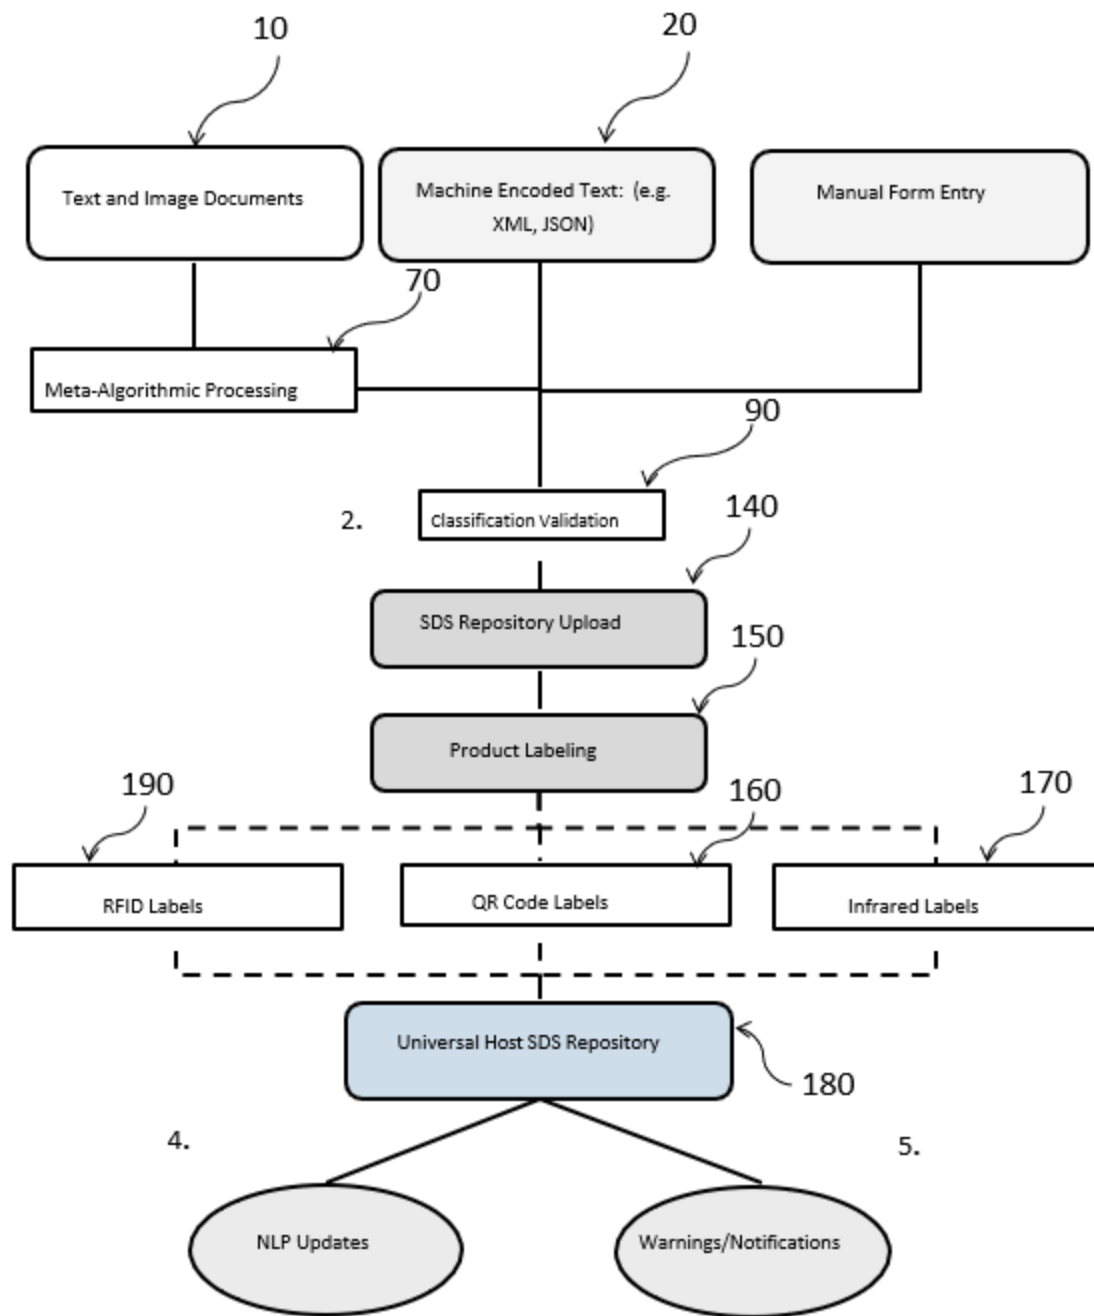 10
20
Text and Image Documents
Machine Encoded Text:  (e.g.
XML, JSON)
Manual Form Entry
70
Meta-Algorithmic Processing
90
2.
Classification Validation
140
SDS Repository Upload
150
Product Labeling
190
160
170
RFID Labels
QR Code Labels
Infrared Labels
Universal Host SDS Repository
180
4.
5.
NLP Updates
Warnings/Notifications